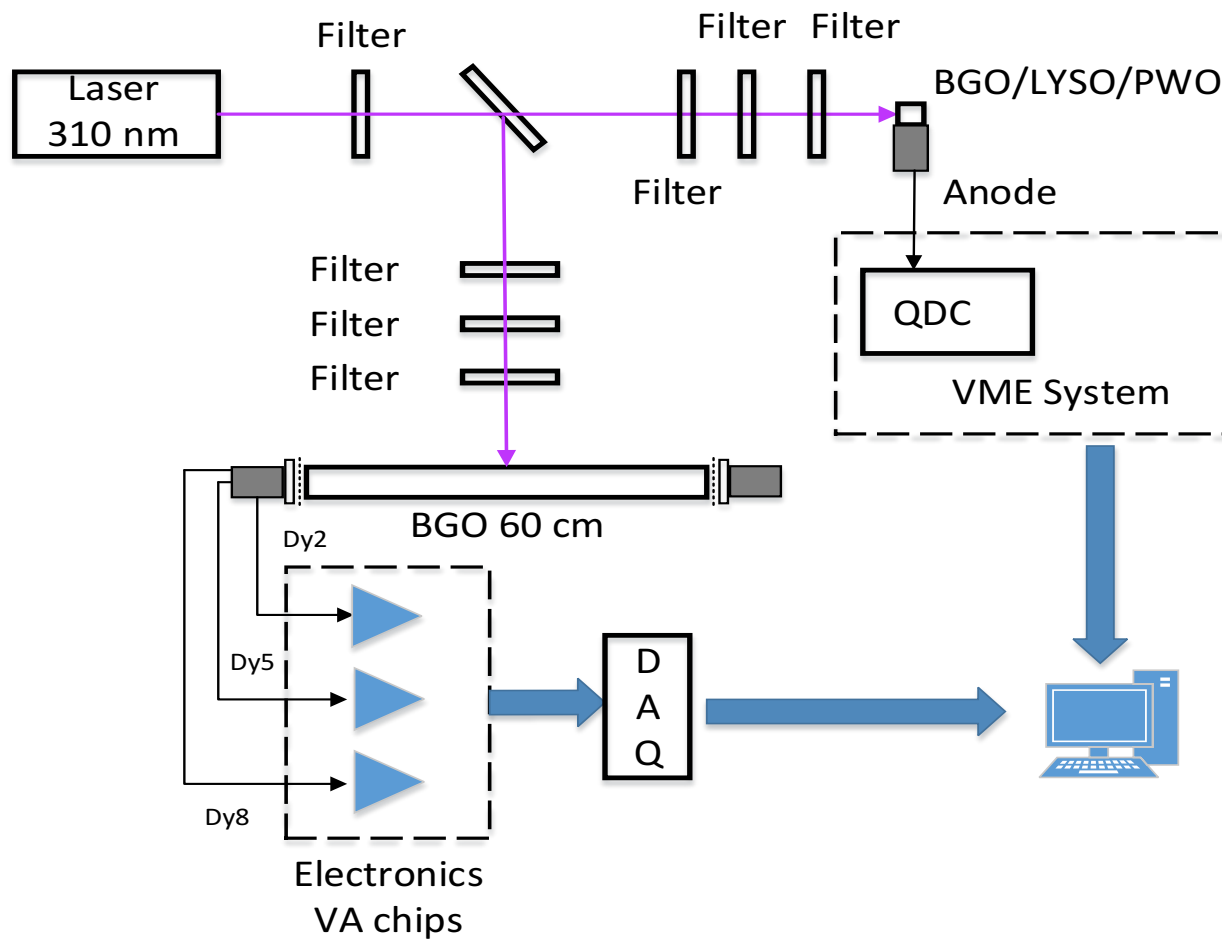 Filter
Filter
Filter
Laser
310 nm
BGO/LYSO/PWO
Filter
Anode
Filter
Filter
Filter
QDC
VME System
BGO 60 cm
Dy2
Dy5
Dy8
D
A
Q
Electronics
VA chips